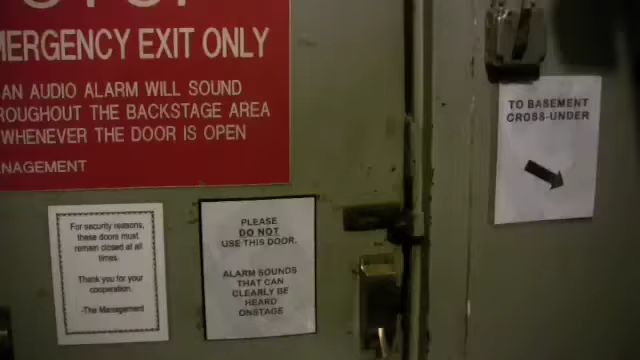 MERGENCY EXIT ONLY
AN AUDIO ALARM WILL SOUND
ROUGHOUT THE BACKSTAGE AREA
WHENEVER THE DOOR IS OPEN
NAGEMENT
For security reasons,
these doors must
remain closed at all
times.
Thank you for your
cooperation.
-The Management
PLEASE
DO NOT
USE THIS DOOR.
ALARM SOUNDS
THAT CAN
CLEARLY BE
HEARD
ONSTAGE
TO BASEMENT
CROSS-UNDER